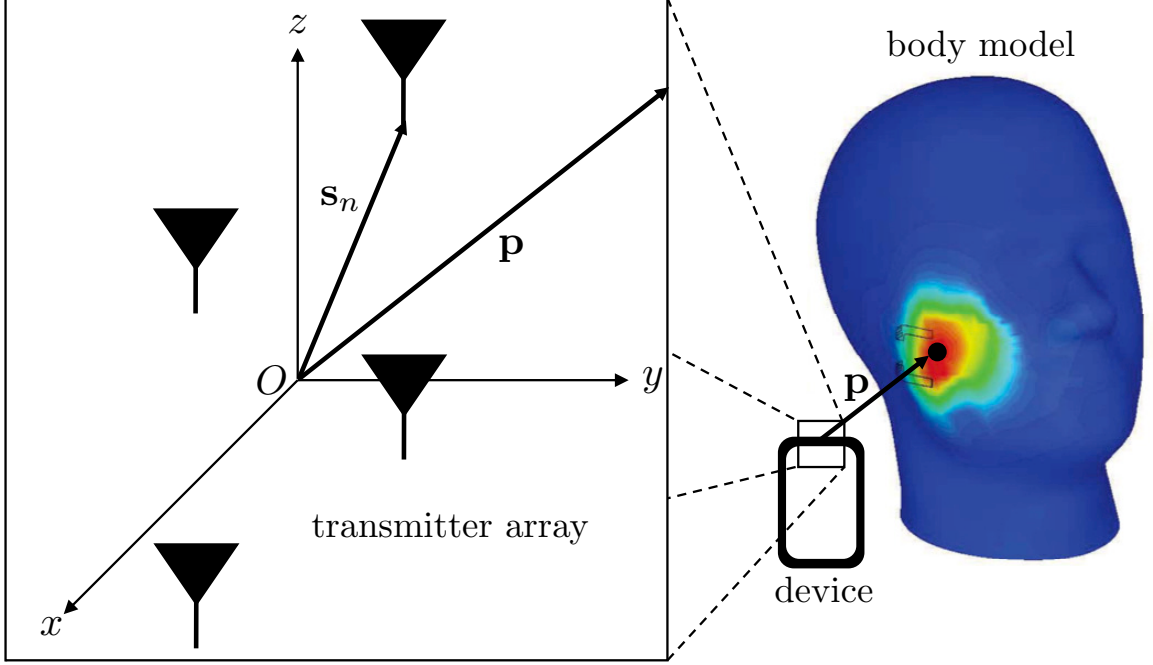 z
body model
s_n
p
O
y
p
transmitter array
device
x